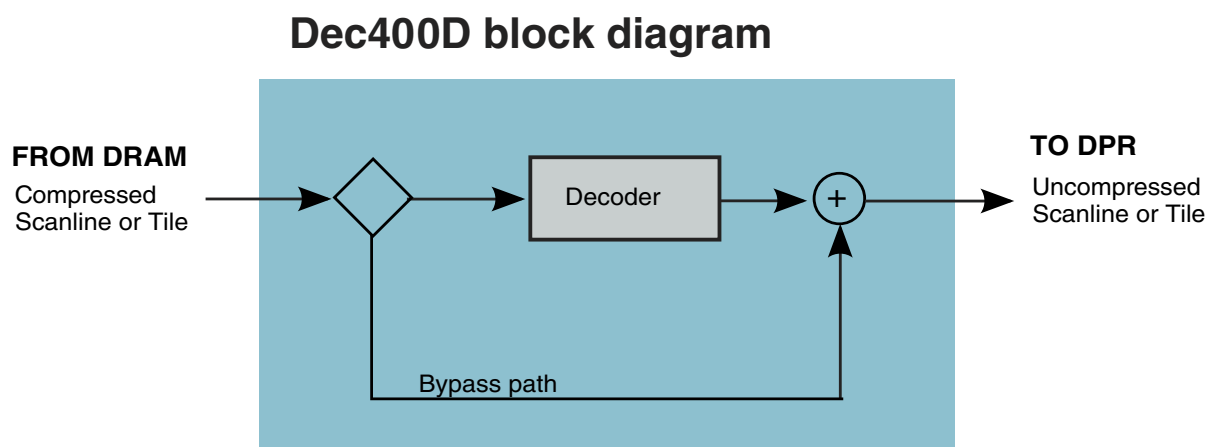 Dec400D block diagram
FROM DRAM
Compressed
Scanline or Tile
Decoder
+
TO DPR
Uncompressed
Scanline or Tile
Bypass path